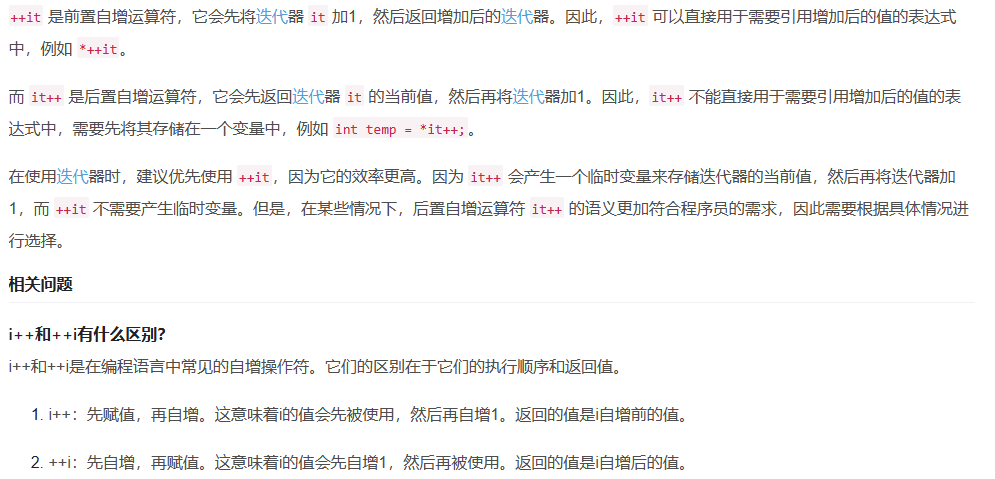 ++it 是前置自增运算符，它会先将迭代器 it 加1，然后返回增加后的迭代器。因此，++it 可以直接用于需要引用增加后的值的表达式
中，例如 *++it。
而 it++ 是后置自增运算符，它会先返回迭代器 it 的当前值，然后再将迭代器加1。因此，it++ 不能直接用于需要引用增加后的值的表
达式中，需要先将其存储在一个变量中，例如 int temp = *it++;。
在使用迭代器时，建议优先使用 ++it，因为它的效率更高。因为 it++ 会产生一个临时变量来存储迭代器的当前值，然后再将迭代器加
1，而 ++it 不需要产生临时变量。但是，在某些情况下，后置自增运算符 it++ 的语义更加符合程序员的需求，因此需要根据具体情况进
行选择。
相关问题
i++和++i有什么区别?
i++和++i是在编程语言中常见的自增操作符。它们的区别在于它们的执行顺序和返回值。
1. i++：先赋值，再自增。这意味着i的值会先被使用，然后再自增1。返回的值是i自增前的值。
2. ++i：先自增，再赋值。这意味着i的值会先自增1，然后再被使用。返回的值是i自增后的值。